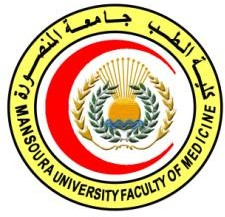 كلية الطب جامعة المنصورة
MANSOURA UNIVERSITY FACULTY OF MEDICINE